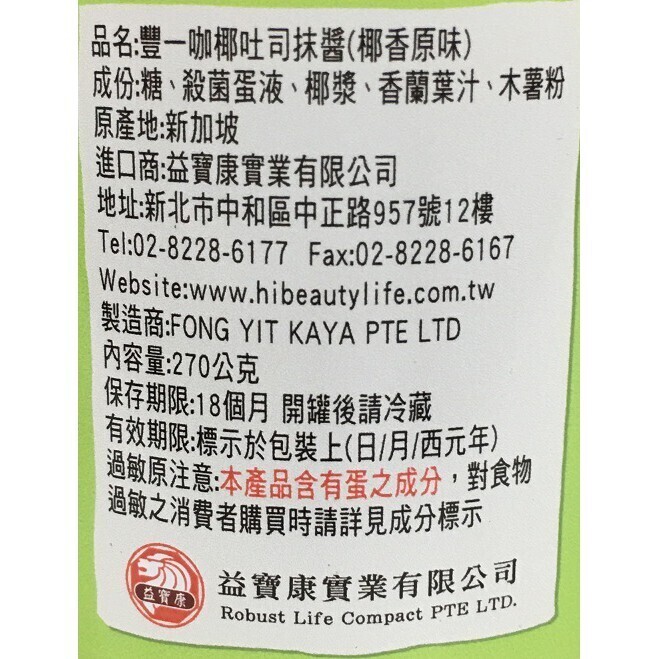 品名:豐一咖椰吐司抹醬(椰香原味)
成份:糖、殺菌蛋液、椰漿、香蘭葉汁、木薯粉
原產地:新加坡
進口商:益寶康實業有限公司
地址:新北市中和區中正路957號12樓
Tel:02-8228-6177 Fax:02-8228-6167
Website:www.hibeautylife.com.tw
製造商:FONG YIT KAYA PTE LTD
內容量:270公克
保存期限:18個月 開罐後請冷藏
有效期限:標示於包裝上(日/月/西元年)
過敏原注意:本產品含有蛋之成分，對食物
過敏之消費者購買時請詳見成分標示
益寶康
益寶康實業有限公司
Robust Life Compact PTE LTD.